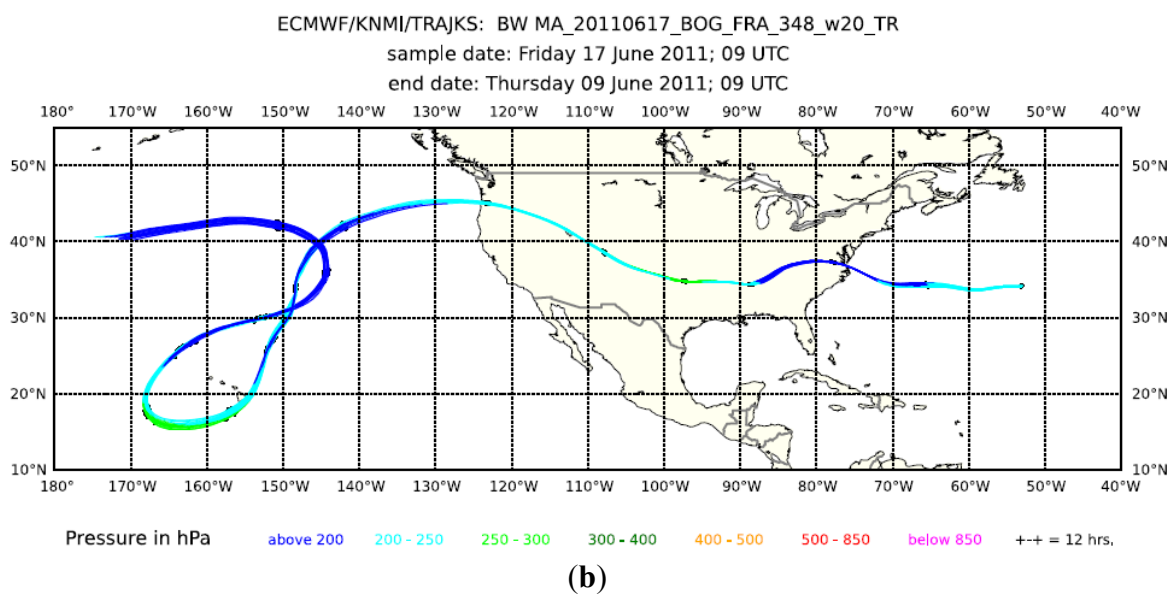 ECMWF/KNMI/TRAJKS: BW MA_20110617_BOG_FRA_348_w20_TR
sample date: Friday 17 June 2011; 09 UTC
end date: Thursday 09 June 2011; 09 UTC
180° 170°W 160°W 150°W 140°W 130°W 120°W 110°W 100°W 90°W 80°W 70°W 60°W 50°W 40°W
50°N 50°N
40°N 40°N
30°N 30°N
20°N 20°N
10°N 10°N
180° 170°W 160°W 150°W 140°W 130°W 120°W 110°W 100°W 90°W 80°W 70°W 60°W 50°W 40°W
Pressure in hPa above 200 200 - 250 250 - 300 300 - 400 400 - 500 500 - 850 below 850 +-+ = 12 hrs,
(b)